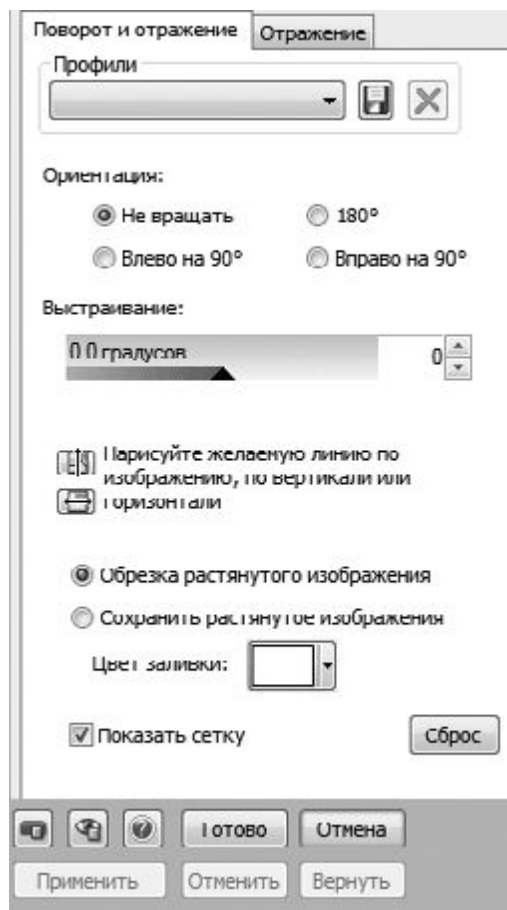 Поворот и отражение Отражение
Профили
Ориентация:
Не вращать 180°
Влево на 90° Вправо на 90°
Выстраивание:
0.0 градусов 0
Нарисуйте желаемую линию по
изображению, по вертикали или
горизонтали
Обрезка растянутого изображения
Сохранить растянутое изображения
Цвет заливки:
Показать сетку Сброс
Готово Отмена
Применить Отменить Вернуть